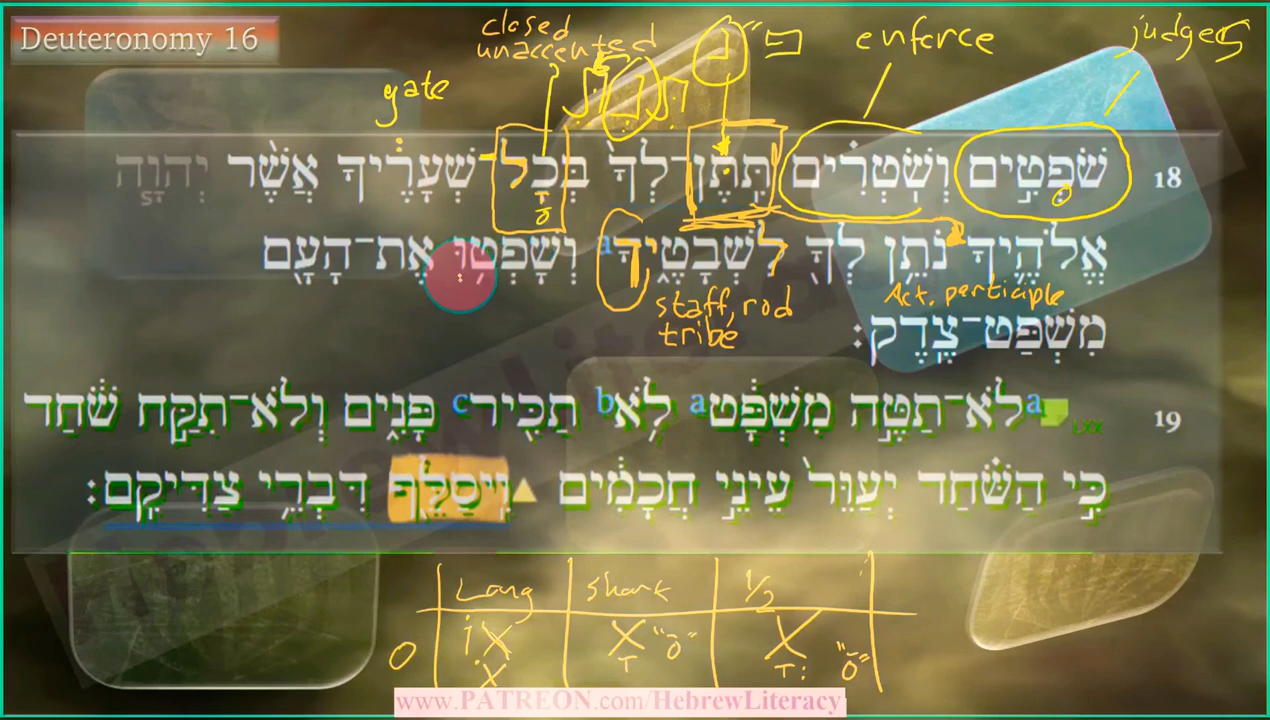 Deuteronomy 16
closed
unaccented
enforce
judges
gate
18 שֹׁפְטִ֣ים וְשֹֽׁטְרִ֗ים תִּֽתֶּן־לְךָ֙ בְּכָל־שְׁעָרֶ֔יךָ אֲשֶׁ֨ר יְהוָ֧ה
אֱלֹהֶ֛יךָ נֹתֵ֥ן לְךָ֖ לִשְׁבָטֶ֑יךָ a וְשָׁפְט֥וּ אֶת־הָעָ֖ם
staff, rod
tribe
Act. participle
מִשְׁפַּט־צֶֽדֶק׃
19 a לֹא־תַטֶּ֣ה מִשְׁפָּ֔ט a לֹ֥א b תַכִּ֖יר c פָּנִ֑ים וְלֹא־תִקַּ֣ח שֹׁ֔חַד
LXX
כִּ֣י הַשֹּׁ֗חַד יְעַוֵּר֙ עֵינֵ֣י חֲכָמִ֔ים וִֽיסַלֵּ֖ף דִּבְרֵ֥י צַדִּיקִֽם׃
Long Short 1/2
O "ŏ" "ŏ"
www.PATREON.com/HebrewLiteracy